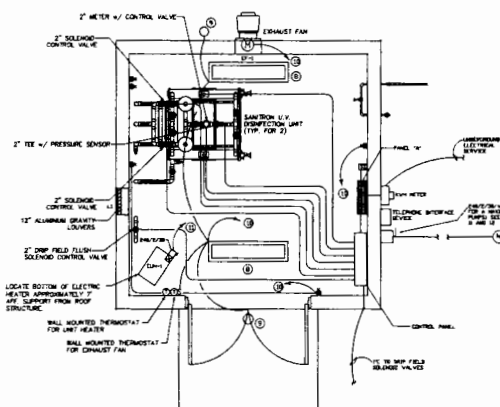 2" METER w/ CONTROL VALVE
EXHAUST FAN
EF-1
2" SOLENOID
CONTROL VALVE
2" TEE w/ PRESSURE SENSOR
SANITRON U.V.
DISINFECTION UNIT
(TYP. FOR 2)
PANEL 'A'
UNDERGROUND
ELECTRICAL
SERVICE
KWH METER
TELEPHONE INTERFACE
DEVICE
2" SOLENOID
CONTROL VALVE
12" ALUMINUM GRAVITY
LOUVERS
2" DRIP FIELD FLUSH
SOLENOID CONTROL VALVE
LOCATE BOTTOM OF ELECTRIC
HEATER APPROXIMATELY 7'
AFF. SUPPORT FROM ROOF
STRUCTURE.
WALL MOUNTED THERMOSTAT
FOR UNIT HEATER
WALL MOUNTED THERMOSTAT
FOR EXHAUST FAN
CONTROL PANEL
TO DRIP FIELD
SOLENOID VALVES